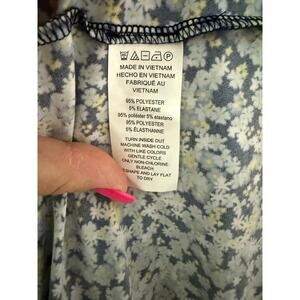 MADE IN VIETNAM
HECHO EN VIETNAM
FABRIQUÉ AU
VIETNAM
95% POLYESTER
5% ELASTANE
95% poliéster 5% elastano
95% POLYESTER
5% ÉLASTHANNE
TURN INSIDE OUT
MACHINE WASH COLD
WITH LIKE COLORS
GENTLE CYCLE
ONLY NON-CHLORINE
BLEACH.
ESHAPE AND LAY FLAT
TO DRY